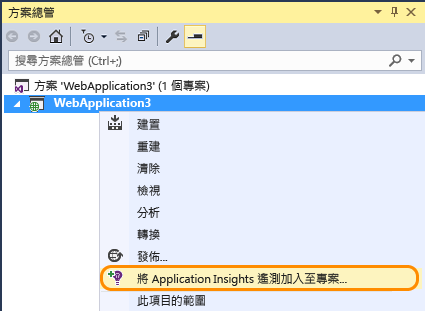 方案總管
搜尋方案總管 (Ctrl+;)
方案 'WebApplication3' (1 個專案)
WebApplication3
建置
重建
清除
檢視
分析
轉換
發佈...
將 Application Insights 遙測加入至專案...
此項目的範圍